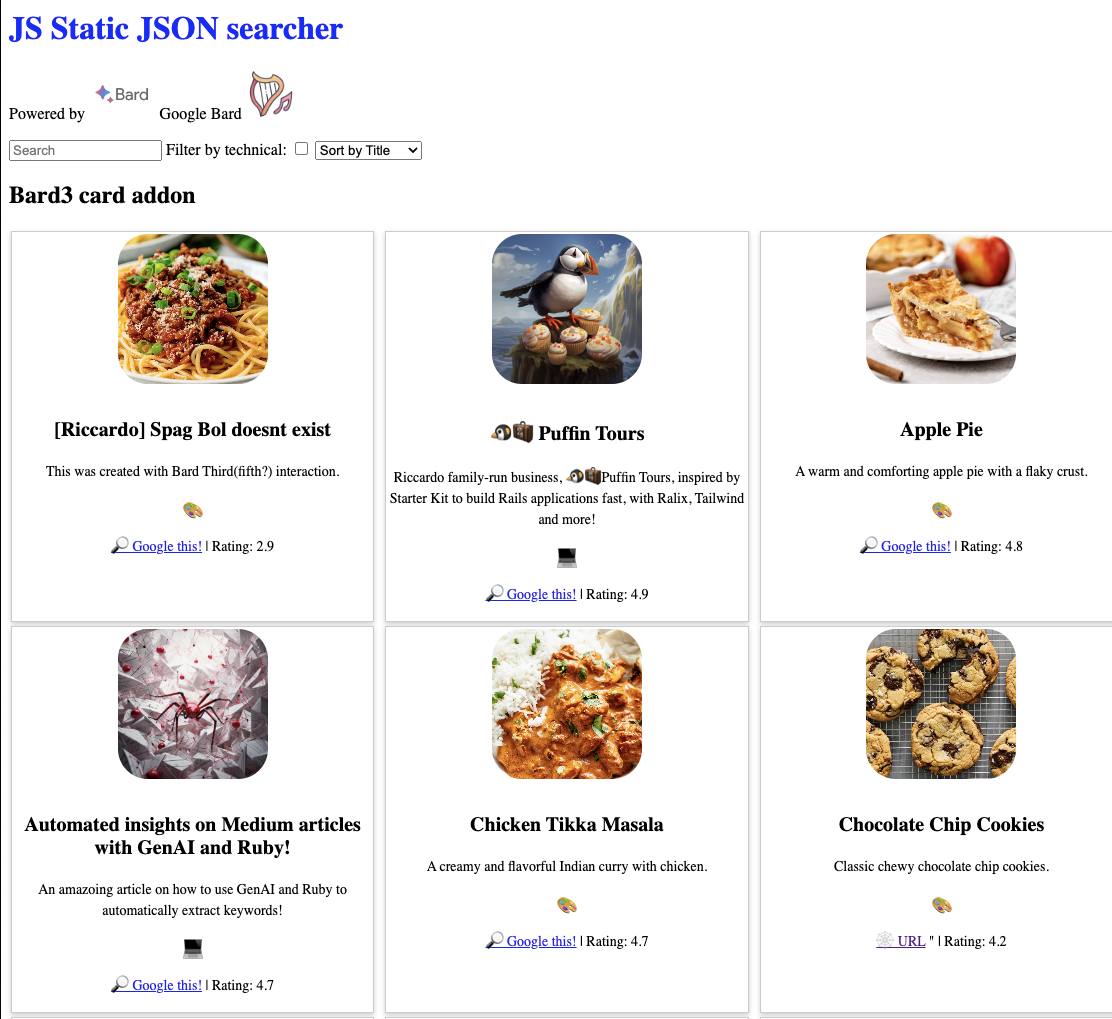 JS Static JSON searcher
Powered by Bard Google Bard
Search Filter by technical: Sort by Title
Bard3 card addon
[Riccardo] Spag Bol doesnt exist
This was created with Bard Third(fifth?) interaction.
🎨
🔎 Google this! | Rating: 2.9
🐧🧳 Puffin Tours
Riccardo family-run business, 🐧🧳Puffin Tours, inspired by
Starter Kit to build Rails applications fast, with Ralix, Tailwind
and more!
💻
🔎 Google this! | Rating: 4.9
Apple Pie
A warm and comforting apple pie with a flaky crust.
🎨
🔎 Google this! | Rating: 4.8
Automated insights on Medium articles
with GenAI and Ruby!
An amazoing article on how to use GenAI and Ruby to
automatically extract keywords!
💻
🔎 Google this! | Rating: 4.7
Chicken Tikka Masala
A creamy and flavorful Indian curry with chicken.
🎨
🔎 Google this! | Rating: 4.7
Chocolate Chip Cookies
Classic chewy chocolate chip cookies.
🎨
🕸 URL " | Rating: 4.2